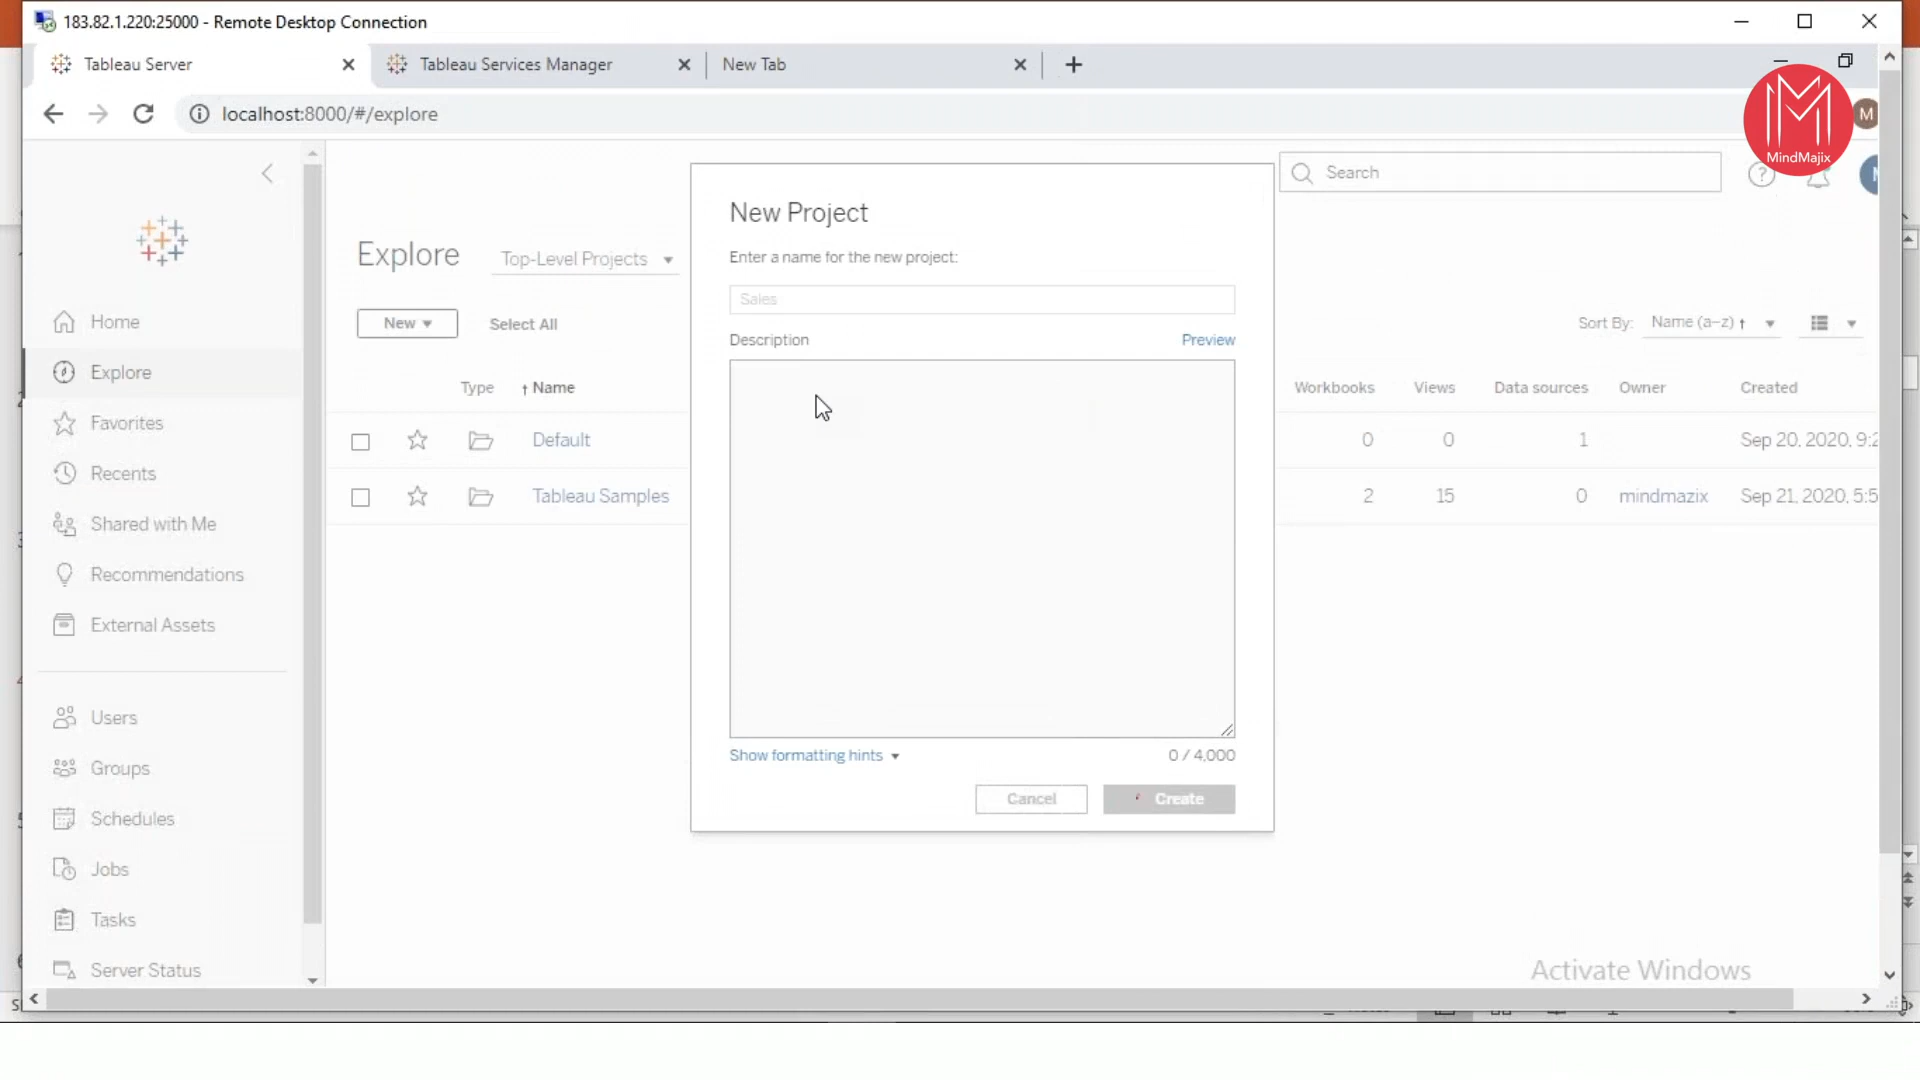 183.82.1.220:25000 - Remote Desktop Connection
Tableau Server
Tableau Services Manager
New Tab
localhost:8000/#/explore
M
MindMajix
Search
New Project
Enter a name for the new project:
Sales
Description
Preview
Show formatting hints
0 / 4,000
Cancel
Create
Explore
Top-Level Projects
New
Select All
Sort By:
Name (a–z) ↑
Type
↑ Name
Workbooks
Views
Data sources
Owner
Created
Default
0
0
1
Sep 20, 2020, 9:2
Tableau Samples
2
15
0
mindmazix
Sep 21, 2020, 5:5
Home
Explore
Favorites
Recents
Shared with Me
Recommendations
External Assets
Users
Groups
Schedules
Jobs
Tasks
Server Status
Activate Windows